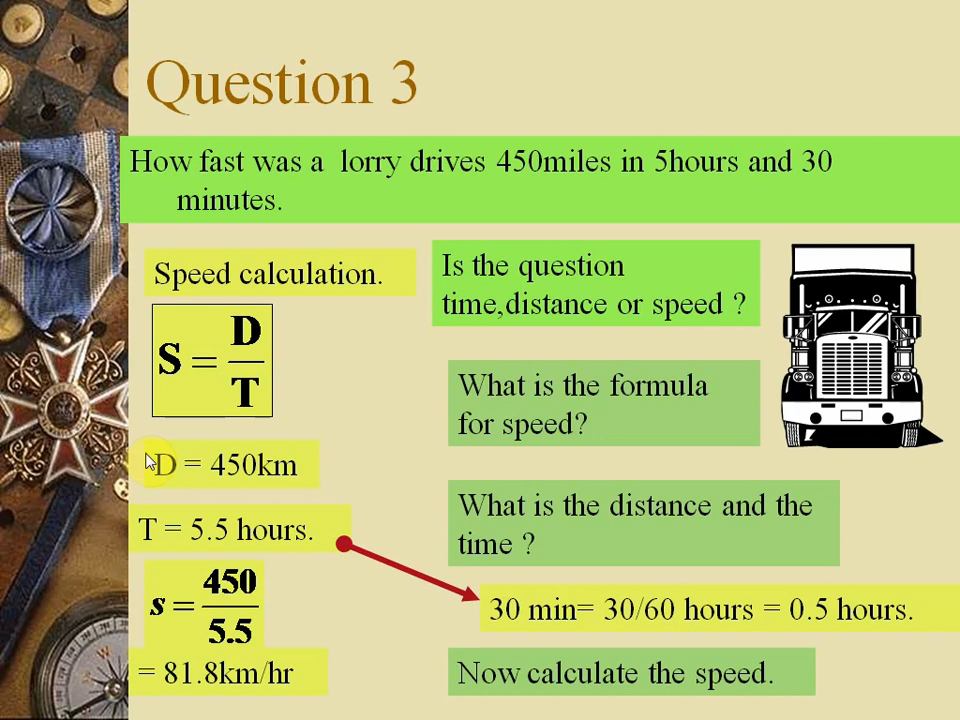 Question 3
How fast was a lorry drives 450miles in 5hours and 30
minutes.
Speed calculation.
S = D/T
D = 450km
T = 5.5 hours.
s = 450/5.5
= 81.8km/hr
Is the question
time,distance or speed ?
What is the formula
for speed?
What is the distance and the
time ?
30 min= 30/60 hours = 0.5 hours.
Now calculate the speed.